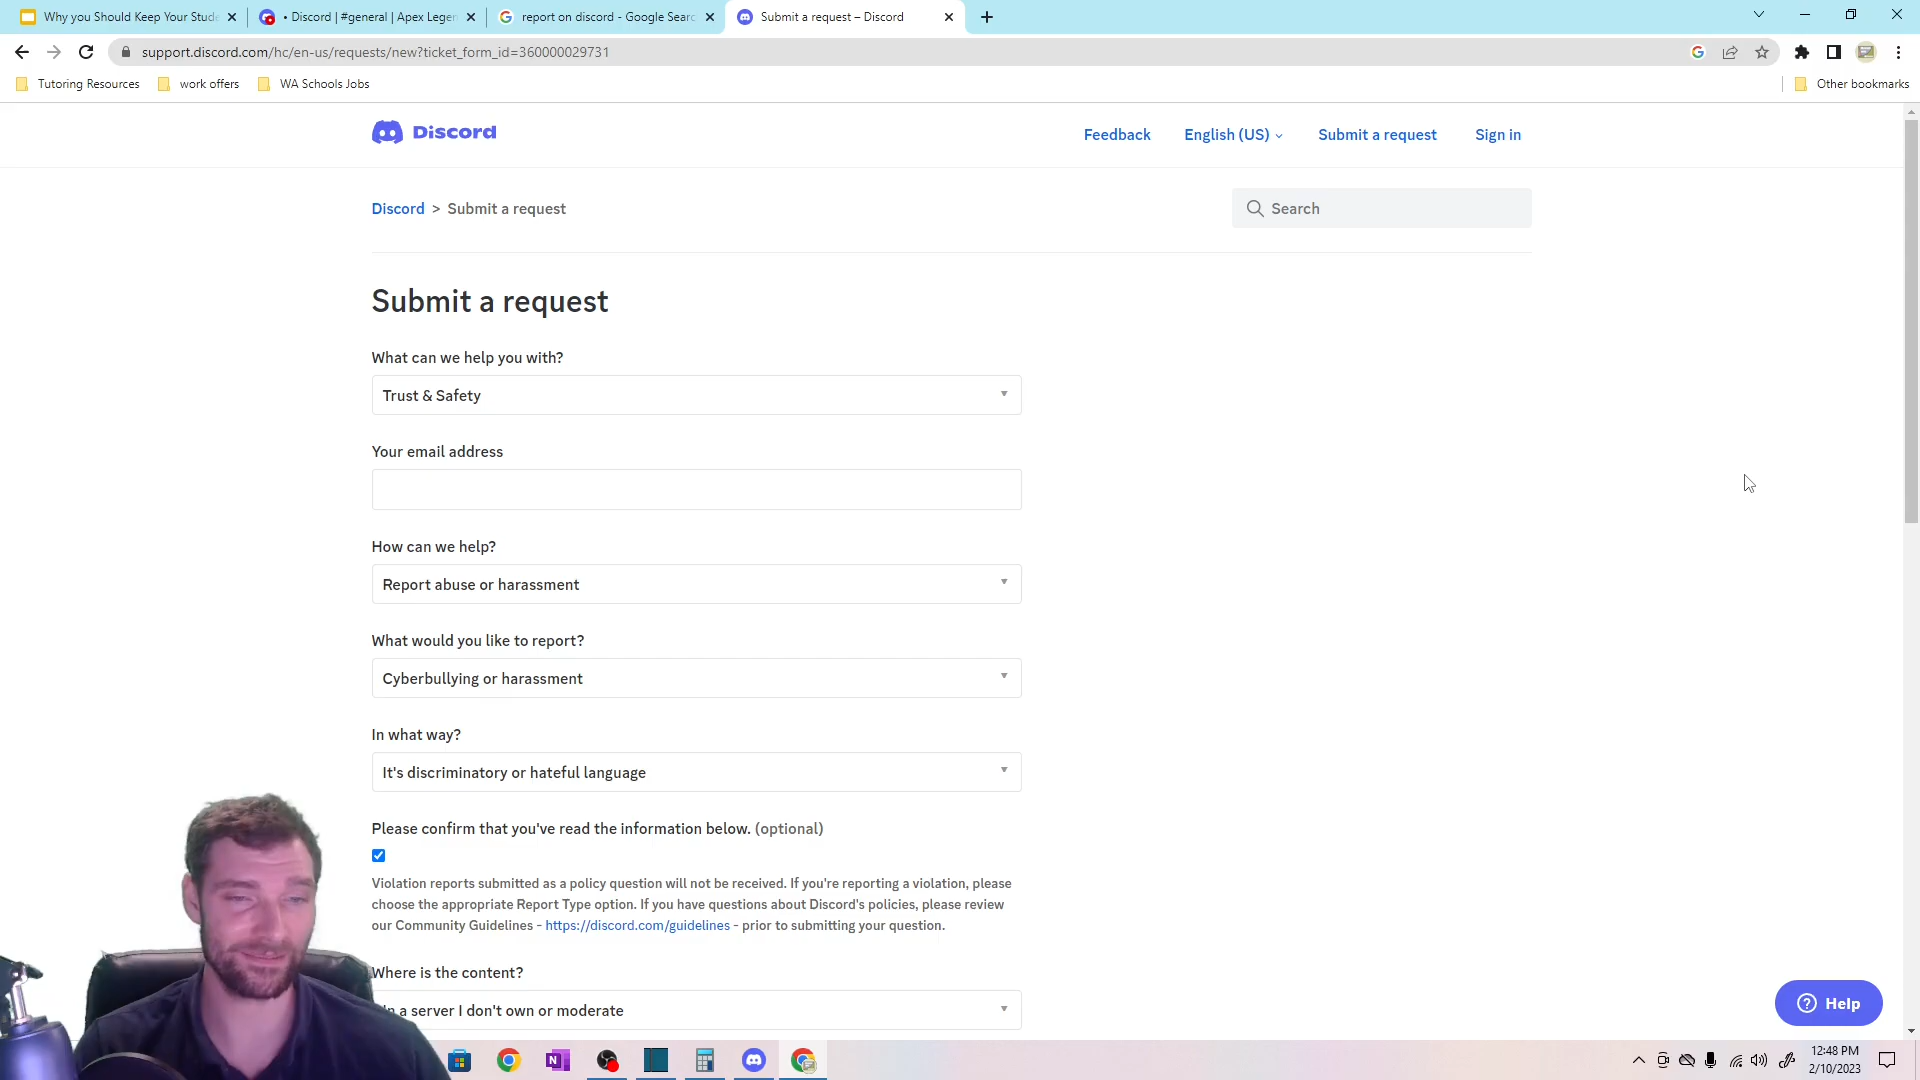 Why you Should Keep Your Stude
• Discord | #general | Apex Legen
report on discord - Google Searc
Submit a request – Discord
support.discord.com/hc/en-us/requests/new?ticket_form_id=360000029731
Tutoring Resources
work offers
WA Schools Jobs
Other bookmarks
Discord
Feedback
English (US)
Submit a request
Sign in
Discord > Submit a request
Search
Submit a request
What can we help you with?
Trust & Safety
Your email address
How can we help?
Report abuse or harassment
What would you like to report?
Cyberbullying or harassment
In what way?
It's discriminatory or hateful language
Please confirm that you've read the information below. (optional)
Violation reports submitted as a policy question will not be received. If you're reporting a violation, please
choose the appropriate Report Type option. If you have questions about Discord's policies, please review
our Community Guidelines - https://discord.com/guidelines - prior to submitting your question.
Where is the content?
a server I don't own or moderate
Help
12:48 PM
2/10/2023